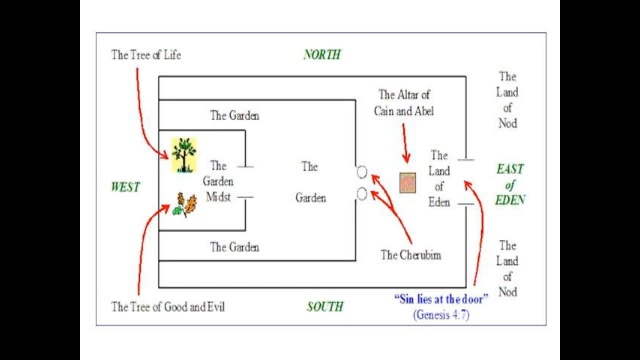 The Tree of Life
NORTH
The
Land
of
Nod
The Altar of
Cain and Abel
The Garden
The
Garden
Midst
The
Garden
The
Land
of
Eden
WEST
EAST
of
EDEN
The Garden
The Cherubim
The
Land
of
Nod
The Tree of Good and Evil
SOUTH
“Sin lies at the door”
(Genesis 4:7)